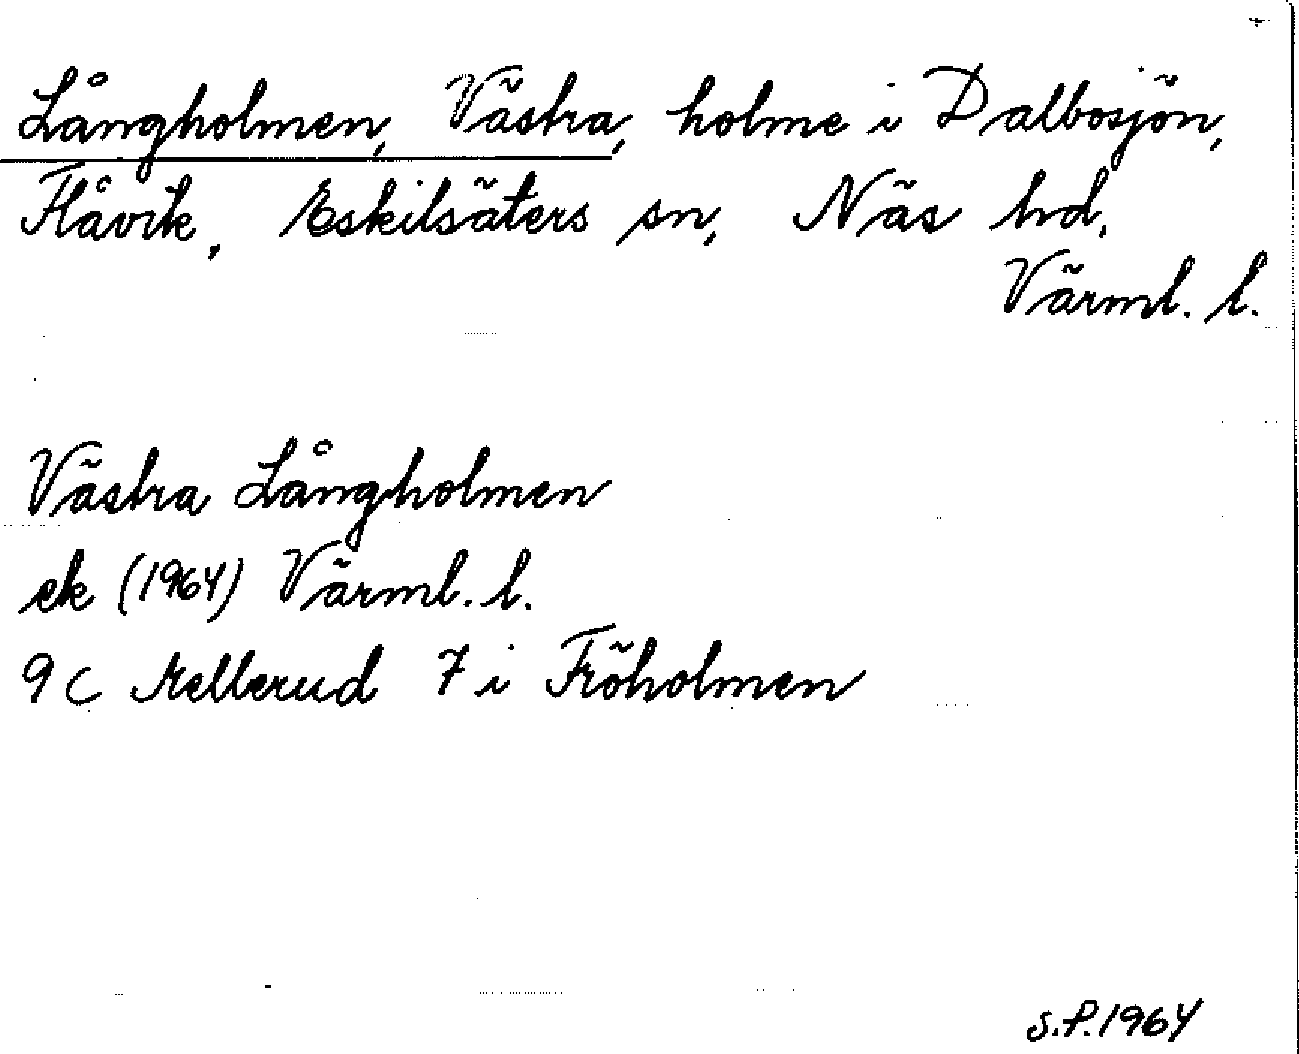 Långholmen, Västra, holme i Dalbosjön,
Flåvik, Eskilsäters sn, Näs hd,
Värml. l.
Västra Långholmen
ek (1964) Värml. l.
9 C Mellerud 7 i Fröholmen
S.P. 1964